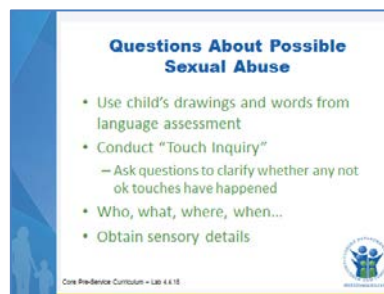 Questions About Possible
Sexual Abuse
• Use child's drawings and words from
language assessment
• Conduct "Touch Inquiry"
– Ask questions to clarify whether any not
ok touches have happened
• Who, what, where, when...
• Obtain sensory details
Core Pre-Service Curriculum – Lab 4.4.15